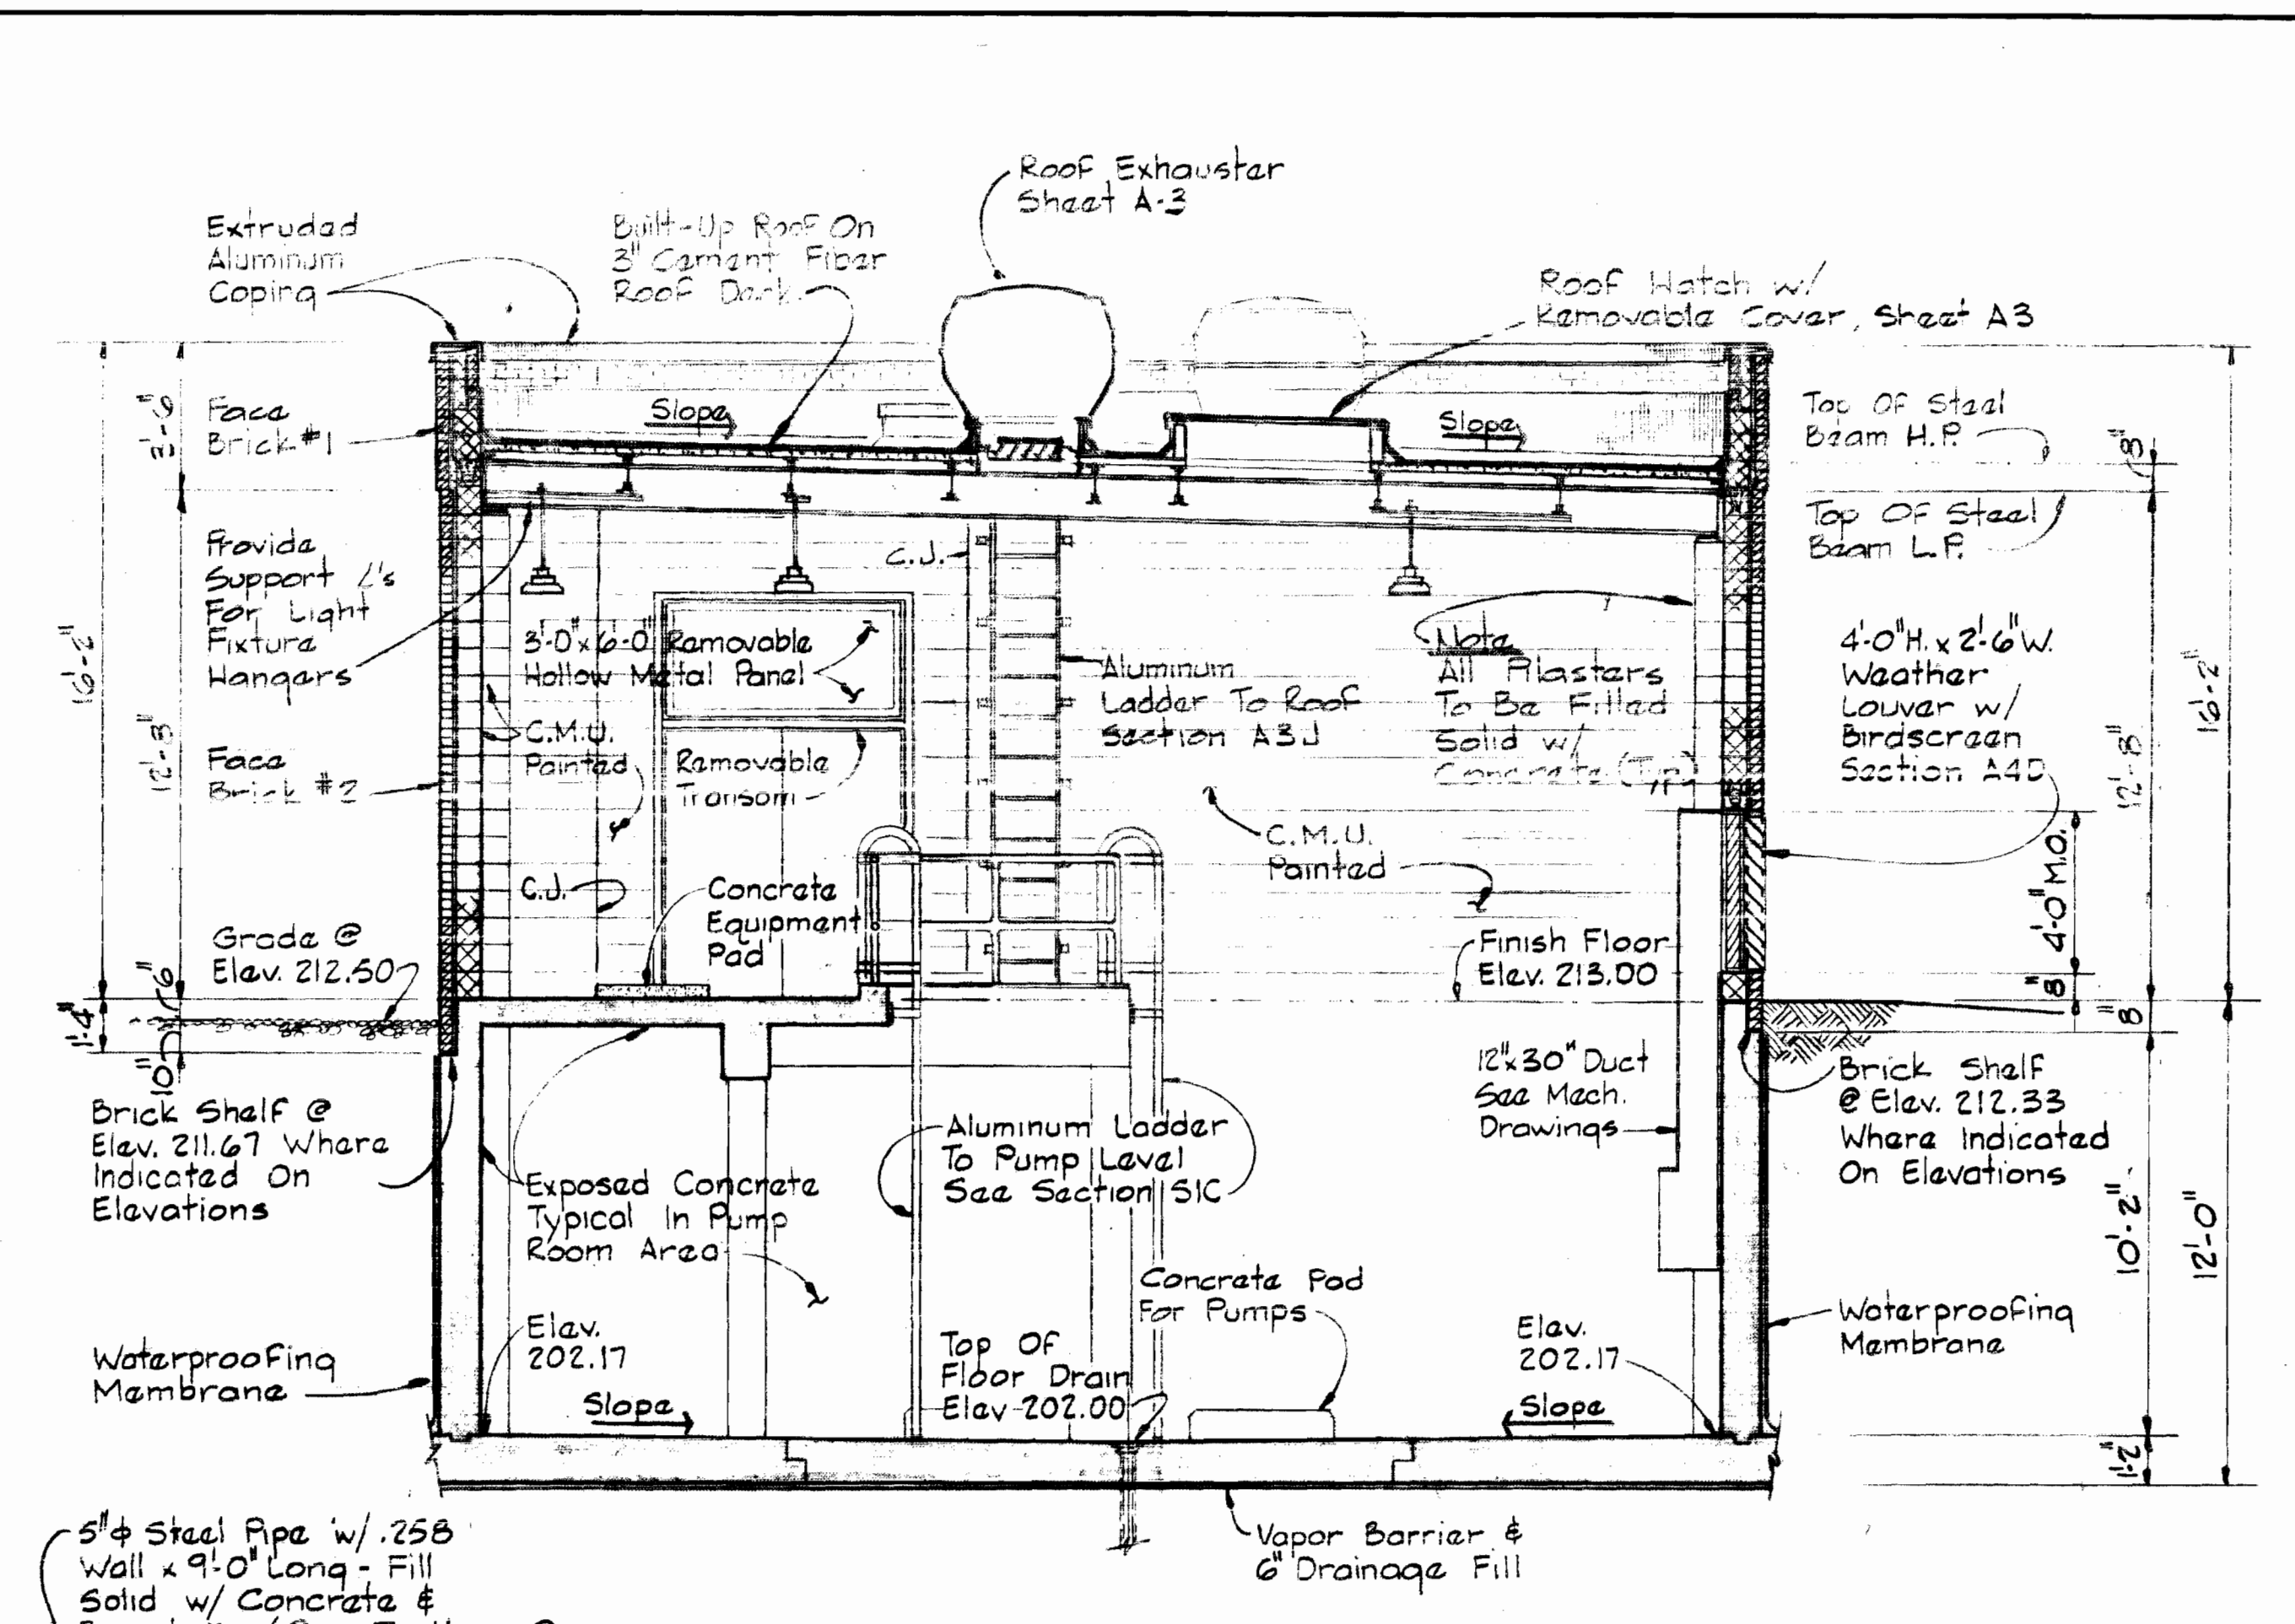 Roof Exhauster
Sheet A-3
Extruded
Aluminum
Coping
Built-Up Roof On
3" Cement Fiber
Roof Deck
Roof Hatch w/
Removable Cover, Sheet A3
Face
Brick #1
Slope
Slope
Top Of Steel
Beam H.P.
8"
Top Of Steel
Beam L.P.
Provide
Support L's
For Light
Fixture
Hangers
16'-2"
12'-8"
C.J.
3'-0" x 6'-0" Removable
Hollow Metal Panel
C.M.U.
Painted
Removable
Transom
Aluminum
Ladder To Roof
Section A3J
Note
All Pilasters
To Be Filled
Solid w/
Concrete (Typ)
4'-0"H. x 2'-6"W.
Weather
Louver w/
Birdscreen
Section A4D
16'-2"
12'-8"
4'-0" M.O.
8"
8"
Face
Brick #2
C.M.U.
Painted
C.J.
Concrete
Equipment
Pad
Grade @
Elev. 212.50
6"
1'-4"
10"
Finish Floor
Elev. 213.00
12"x30" Duct
See Mech.
Drawings
Brick Shelf
@ Elev. 212.33
Where Indicated
On Elevations
Brick Shelf @
Elev. 211.67 Where
Indicated On
Elevations
Exposed Concrete
Typical In Pump
Room Area
Aluminum Ladder
To Pump Level
See Section S1C
10'-2"
12'-0"
Concrete Pad
For Pumps
Elev.
202.17
Slope
Top Of
Floor Drain
Elev 202.00
Elev.
202.17
Slope
Waterproofing
Membrane
Waterproofing
Membrane
1'-2"
Vapor Barrier &
6" Drainage Fill
5"ϕ Steel Pipe w/ .258
Wall x 9'-0" Long - Fill
Solid w/ Concrete &